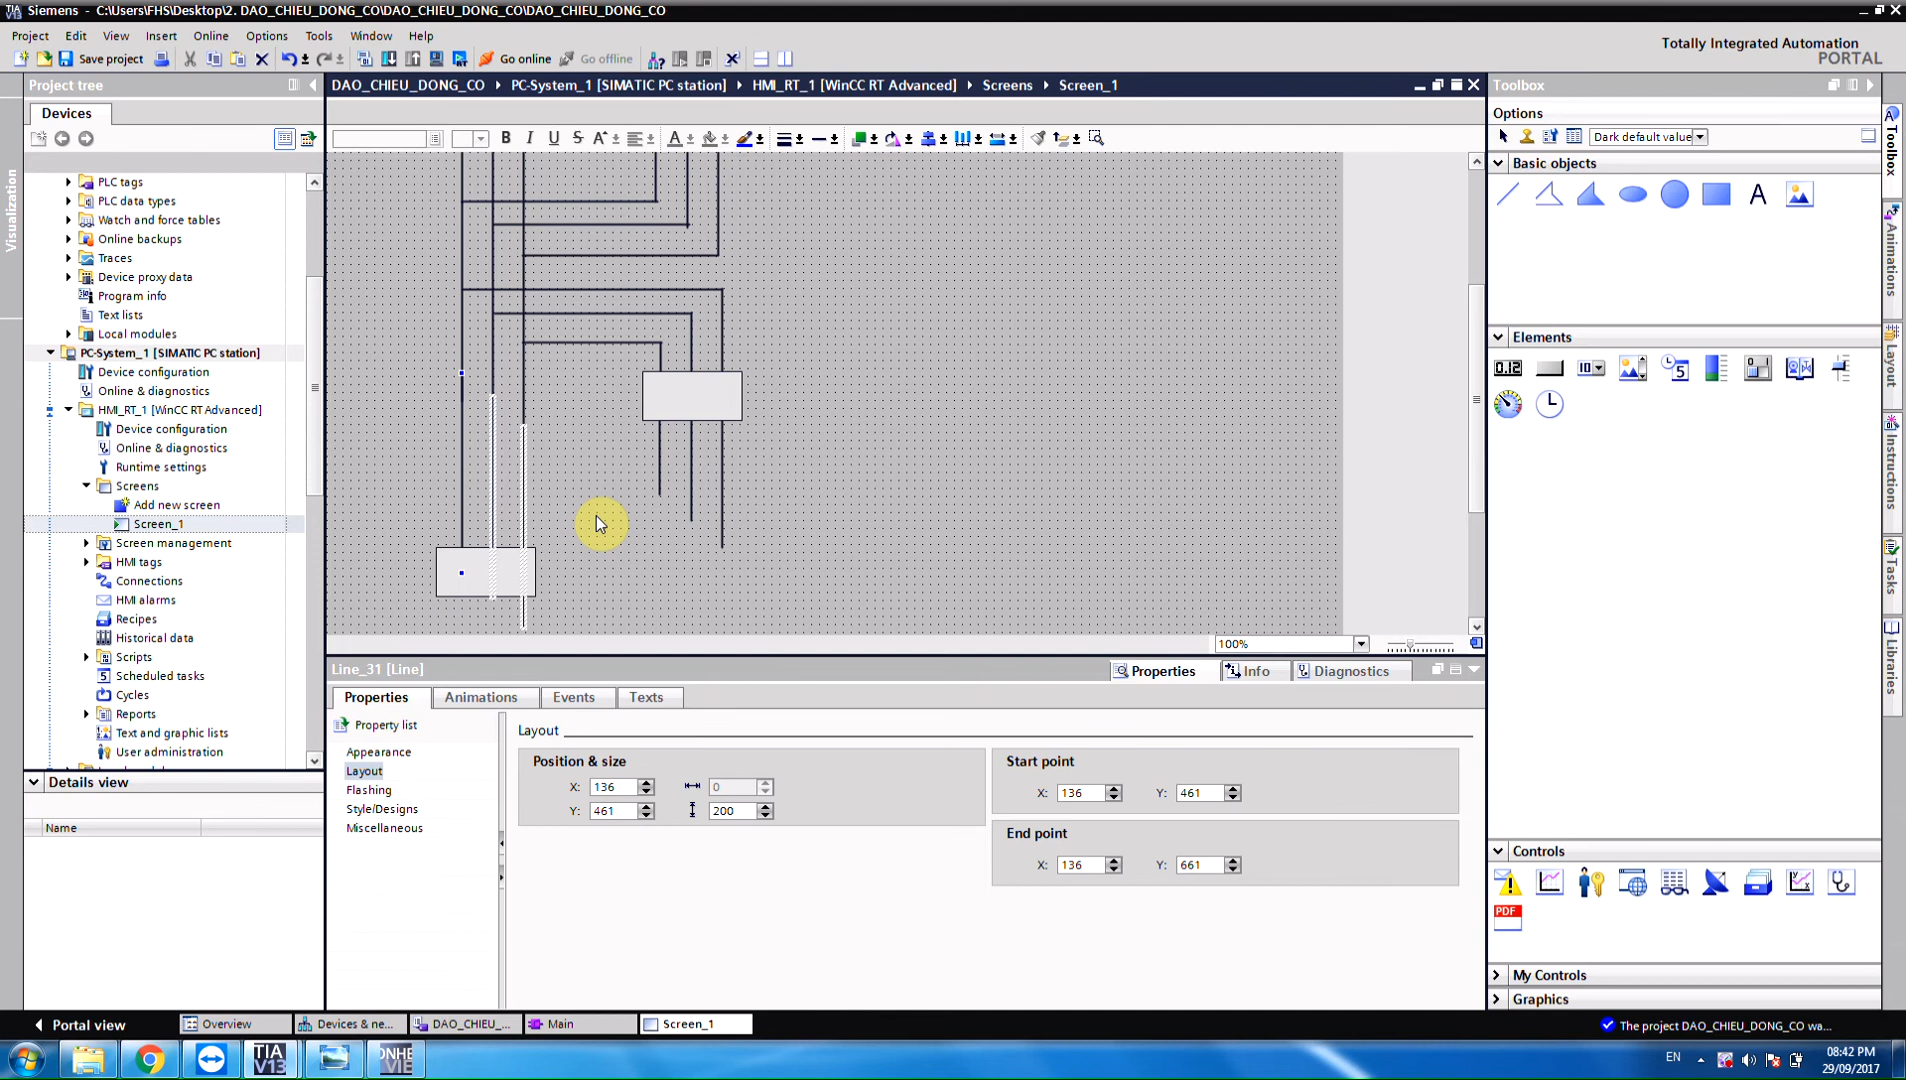 Siemens - C:\Users\FHS\Desktop\2. DAO_CHIEU_DONG_CO\DAO_CHIEU_DONG_CO\DAO_CHIEU_DONG_CO
Project Edit View Insert Online Options Tools Window Help
Totally Integrated Automation
PORTAL
Save project
Go online
Go offline
Project tree
DAO_CHIEU_DONG_CO
PC-System_1 [SIMATIC PC station]
HMI_RT_1 [WinCC RT Advanced]
Screens
Screen_1
Toolbox
Devices
Options
Dark default value
Basic objects
Visualization
PLC tags
PLC data types
Watch and force tables
Online backups
Traces
Device proxy data
Program info
Text lists
Local modules
PC-System_1 [SIMATIC PC station]
Device configuration
Online & diagnostics
HMI_RT_1 [WinCC RT Advanced]
Device configuration
Online & diagnostics
Runtime settings
Screens
Add new screen
Screen_1
Screen management
HMI tags
Connections
HMI alarms
Recipes
Historical data
Scripts
Scheduled tasks
Cycles
Reports
Text and graphic lists
User administration
Details view
Name
Elements
0.12
10
5
Toolbox
Animations
Layout
Instructions
Tasks
Libraries
100%
Line_31 [Line]
Properties Info Diagnostics
Properties Animations Events Texts
Property list
Appearance
Layout
Flashing
Style/Designs
Miscellaneous
Layout
Position & size
X: 136 0
Y: 461 200
Start point
X: 136 Y: 461
End point
X: 136 Y: 661
Controls
PDF
My Controls
Graphics
Portal view
Overview
Devices & ne...
DAO_CHIEU_...
Main
Screen_1
The project DAO_CHIEU_DONG_CO wa...
TIA V13
EN
08:42 PM
29/09/2017